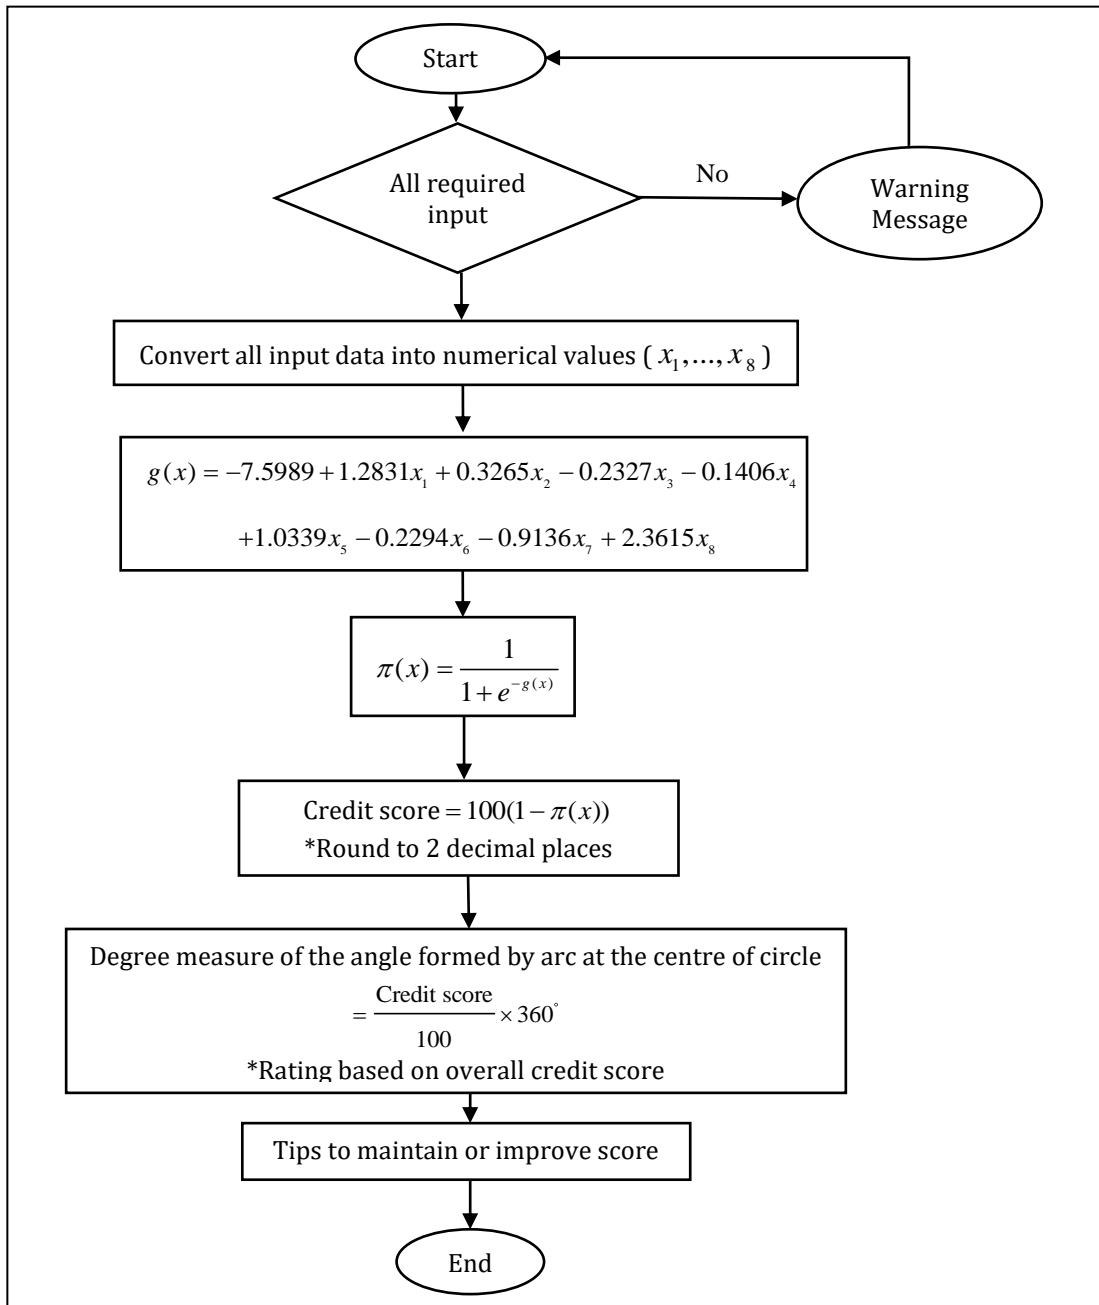 Start
All required
input
No
Warning
Message
Convert all input data into numerical values ( x₁,..., x₈ )
g(x) = −7.5989 + 1.2831x₁ + 0.3265x₂ − 0.2327x₃ − 0.1406x₄
+1.0339x₅ − 0.2294x₆ − 0.9136x₇ + 2.3615x₈
π(x) = 1 / (1 + e^(−g(x)))
Credit score = 100(1 − π(x))
*Round to 2 decimal places
Degree measure of the angle formed by arc at the centre of circle
= Credit score / 100 × 360°
*Rating based on overall credit score
Tips to maintain or improve score
End